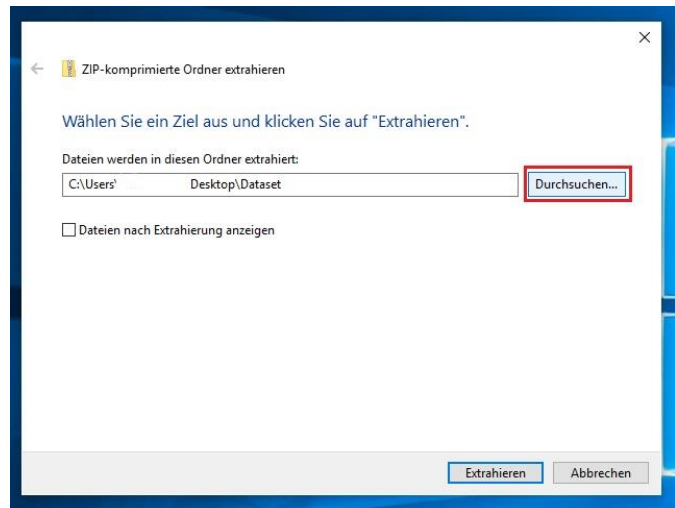 ZIP-komprimierte Ordner extrahieren
Wählen Sie ein Ziel aus und klicken Sie auf "Extrahieren".
Dateien werden in diesen Ordner extrahiert:
C:\Users\ Desktop\Dataset Durchsuchen...
Dateien nach Extrahierung anzeigen
Extrahieren Abbrechen